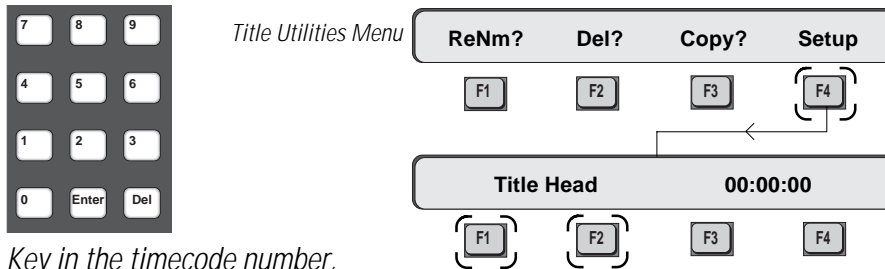 7 8 9
4 5 6
1 2 3
0 Enter Del
Key in the timecode number.
Title Utilities Menu
ReNm? Del? Copy? Setup
F1 F2 F3 F4
Title Head 00:00:00
F1 F2 F3 F4